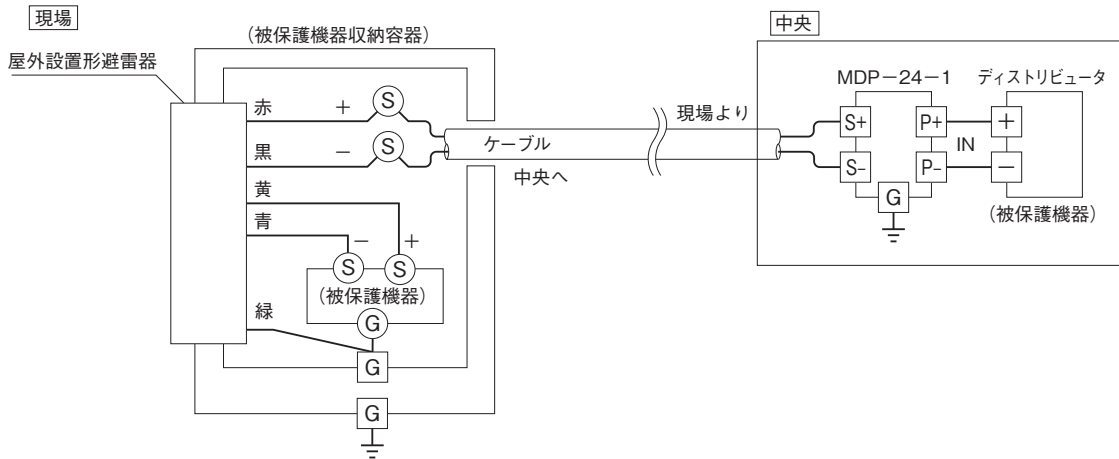 現場
屋外設置形避雷器
(被保護機器収納容器)
赤
+
S
黒
−
S
黄
青
−
+
S
S
(被保護機器)
G
緑
G
G
ケーブル
中央へ
現場より
中央
MDP−24−1
ディストリビュータ
S+
P+
+
IN
S−
P−
−
G
(被保護機器)